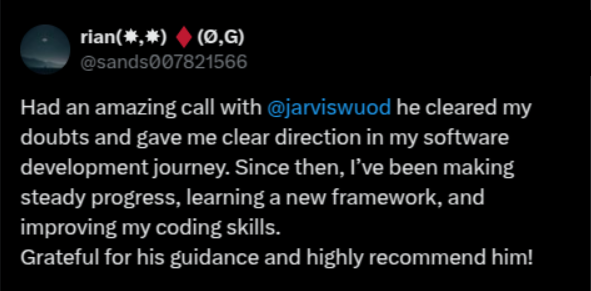 rian(✸,✸) ♦️ (Ø,G)
@sands007821566
Had an amazing call with @jarviswuod he cleared my
doubts and gave me clear direction in my software
development journey. Since then, I’ve been making
steady progress, learning a new framework, and
improving my coding skills.
Grateful for his guidance and highly recommend him!